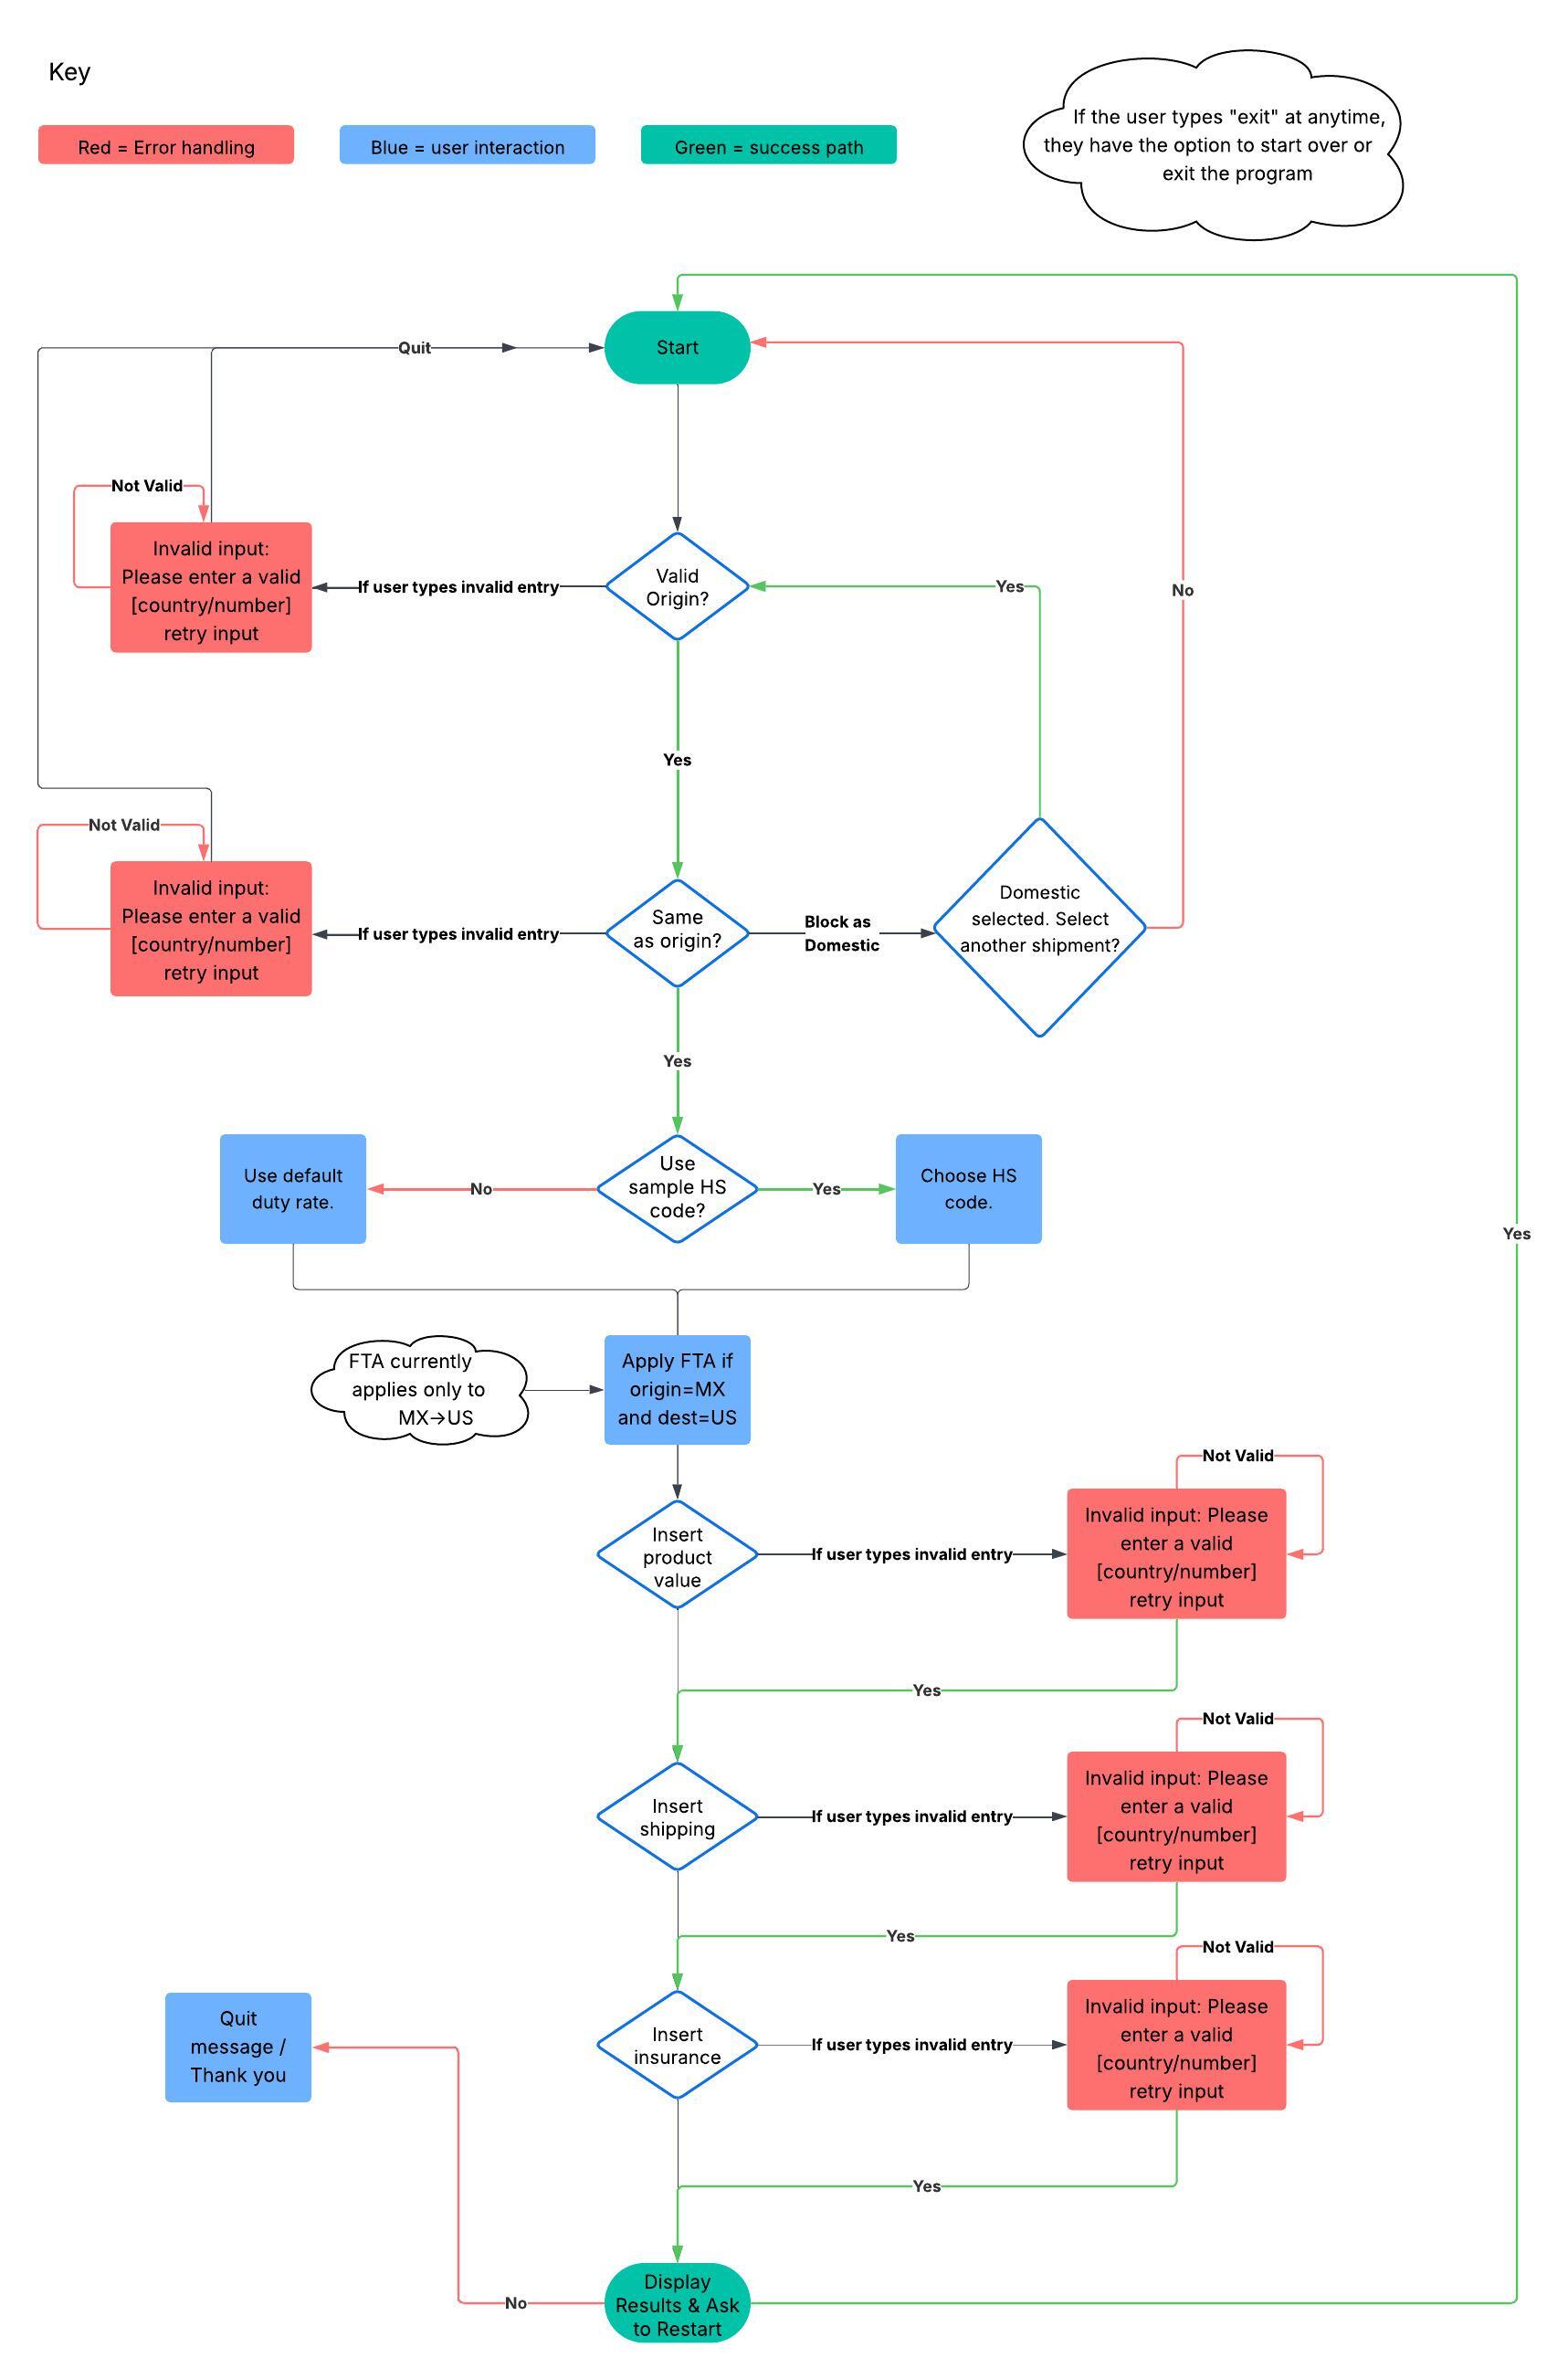 Key
Red = Error handling
Blue = user interaction
Green = success path
If the user types "exit" at anytime,
they have the option to start over or
exit the program
Quit
Start
Not Valid
Invalid input:
Please enter a valid
[country/number]
retry input
If user types invalid entry
Valid
Origin?
Yes
No
Yes
Not Valid
Invalid input:
Please enter a valid
[country/number]
retry input
If user types invalid entry
Same
as origin?
Block as
Domestic
Domestic
selected. Select
another shipment?
Yes
Use default
duty rate.
No
Use
sample HS
code?
Yes
Choose HS
code.
Yes
FTA currently
applies only to
MX→US
Apply FTA if
origin=MX
and dest=US
Not Valid
Insert
product
value
If user types invalid entry
Invalid input: Please
enter a valid
[country/number]
retry input
Yes
Not Valid
Insert
shipping
If user types invalid entry
Invalid input: Please
enter a valid
[country/number]
retry input
Yes
Not Valid
Quit
message /
Thank you
Insert
insurance
If user types invalid entry
Invalid input: Please
enter a valid
[country/number]
retry input
Yes
No
Display
Results & Ask
to Restart